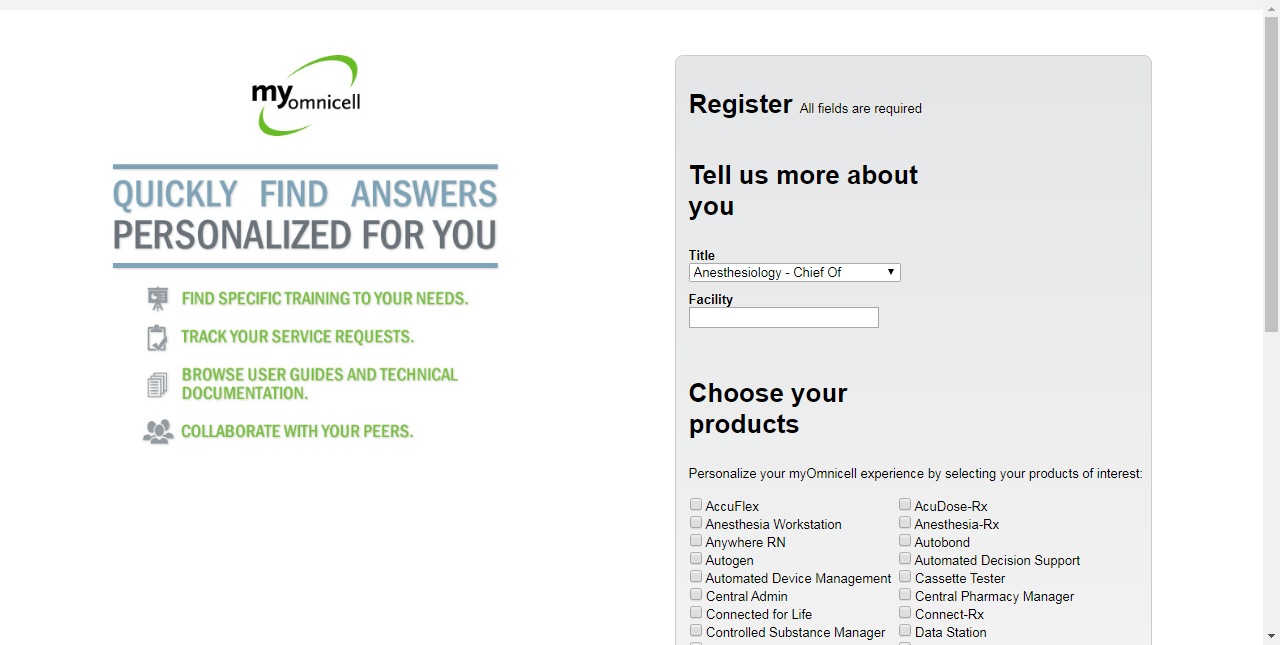 my omnicell
QUICKLY FIND ANSWERS
PERSONALIZED FOR YOU
FIND SPECIFIC TRAINING TO YOUR NEEDS.
TRACK YOUR SERVICE REQUESTS.
BROWSE USER GUIDES AND TECHNICAL
DOCUMENTATION.
COLLABORATE WITH YOUR PEERS.
Register All fields are required
Tell us more about
you
Title
Anesthesiology - Chief Of
Facility
Choose your
products
Personalize your myOmnicell experience by selecting your products of interest:
AccuFlex AcuDose-Rx
Anesthesia Workstation Anesthesia-Rx
Anywhere RN Autobond
Autogen Automated Decision Support
Automated Device Management Cassette Tester
Central Admin Central Pharmacy Manager
Connected for Life Connect-Rx
Controlled Substance Manager Data Station